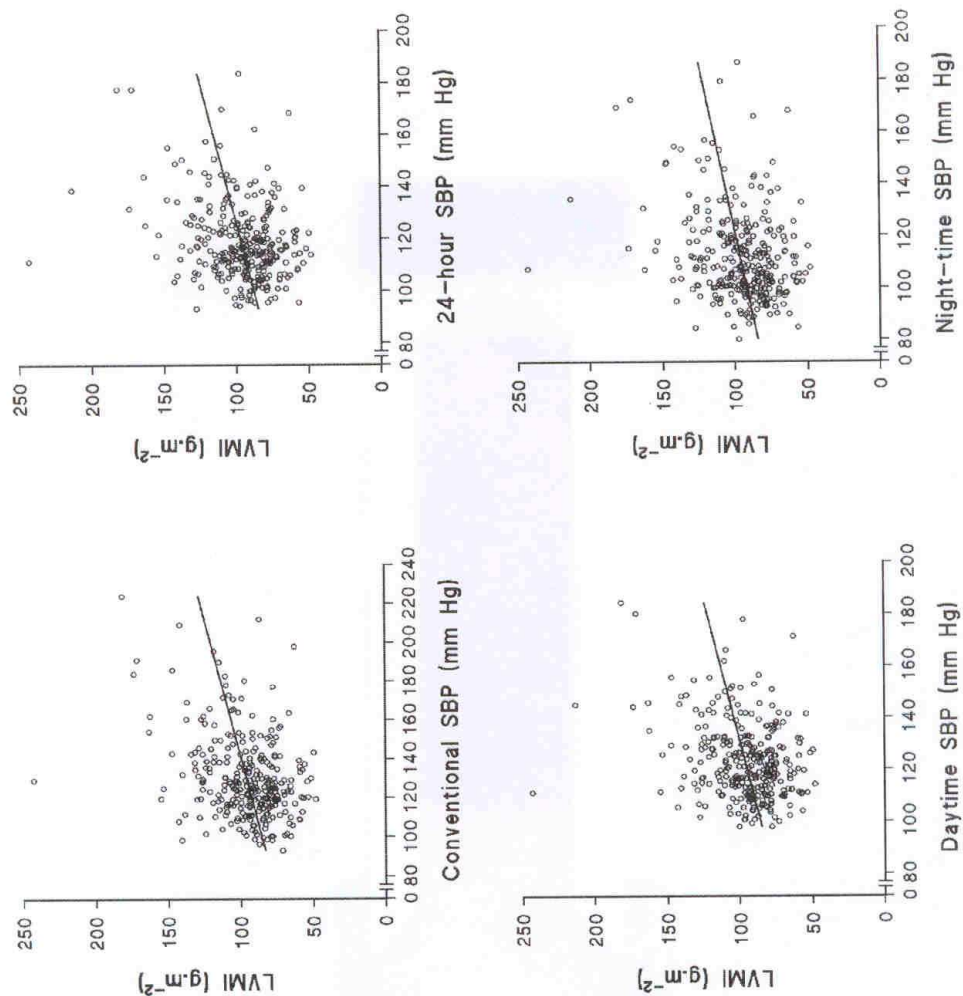 LVMI (g.m⁻²)
250
200
150
100
50
0
0 80 100 120 140 160 180 200 220 240
Conventional SBP (mm Hg)
LVMI (g.m⁻²)
250
200
150
100
50
0
0 80 100 120 140 160 180 200
24-hour SBP (mm Hg)
LVMI (g.m⁻²)
250
200
150
100
50
0
0 80 100 120 140 160 180 200
Daytime SBP (mm Hg)
LVMI (g.m⁻²)
250
200
150
100
50
0
0 80 100 120 140 160 180 200
Night-time SBP (mm Hg)